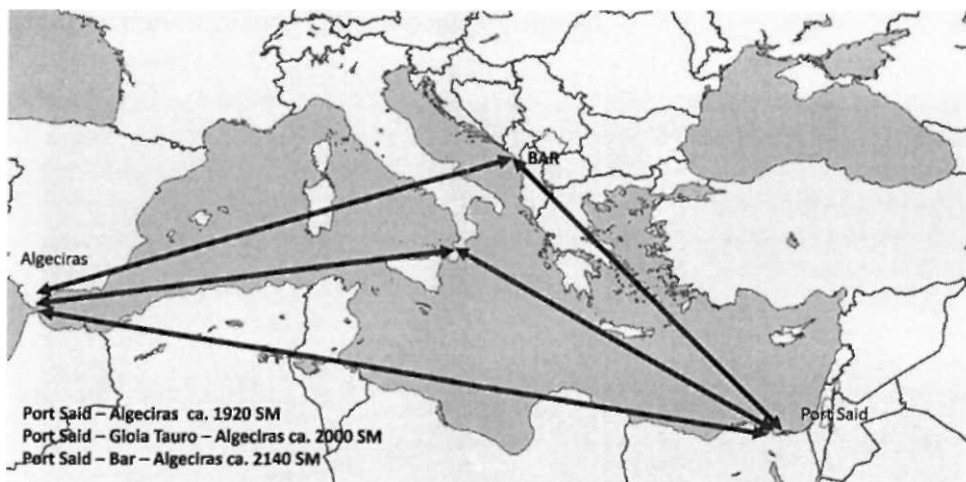 BAR
Algeciras
Port Said
Port Said – Algeciras ca. 1920 SM
Port Said – Gioia Tauro – Algeciras ca. 2000 SM
Port Said – Bar – Algeciras ca. 2140 SM